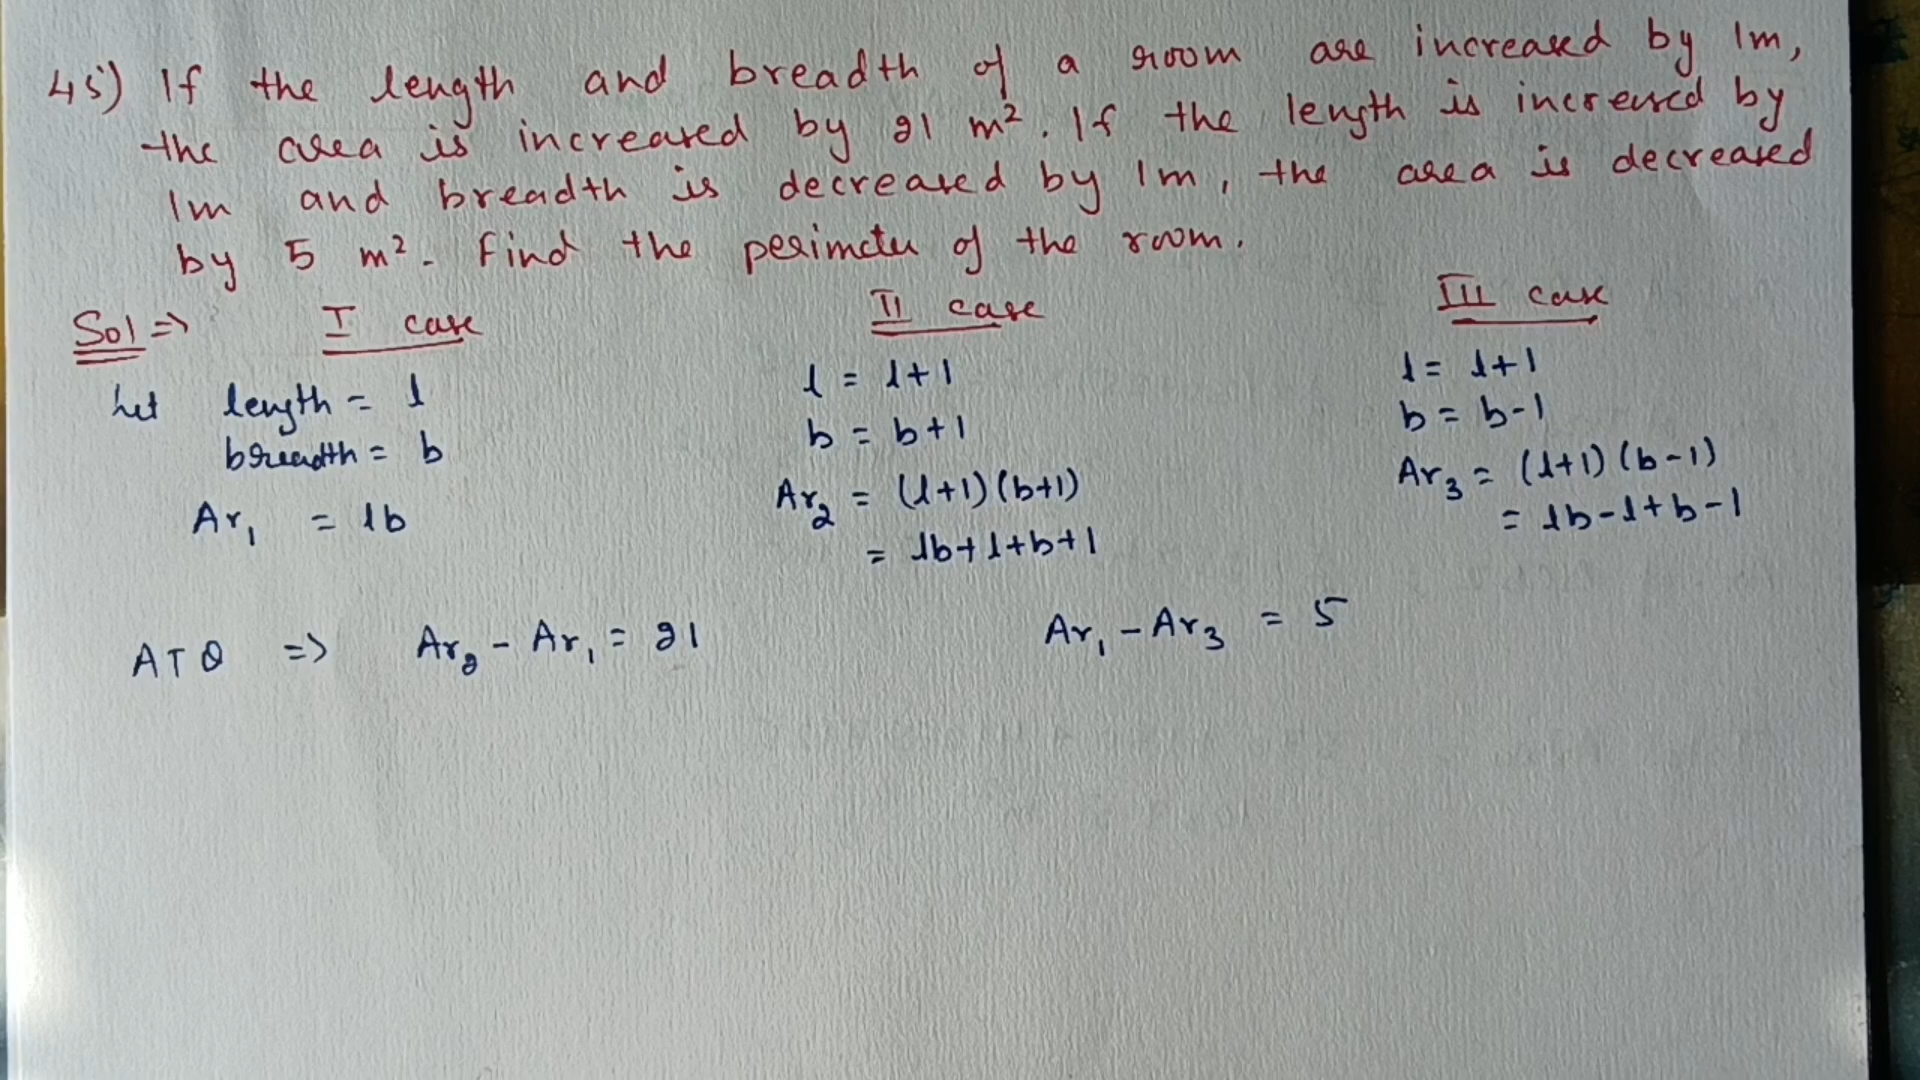 45) If the length and breadth of a room are increased by 1m,
the area is increased by 21 m². If the length is increased by
1m and breadth is decreased by 1m, the area is decreased
by 5 m². Find the perimeter of the room.
Sol => I case II case III case
Let length = l l = l+1 l = l+1
breadth = b b = b+1 b = b-1
Ar₁ = lb Ar₂ = (l+1)(b+1) Ar₃ = (l+1)(b-1)
= lb+l+b+1 = lb-l+b-1
ATQ => Ar₂ - Ar₁ = 21 Ar₁ - Ar₃ = 5